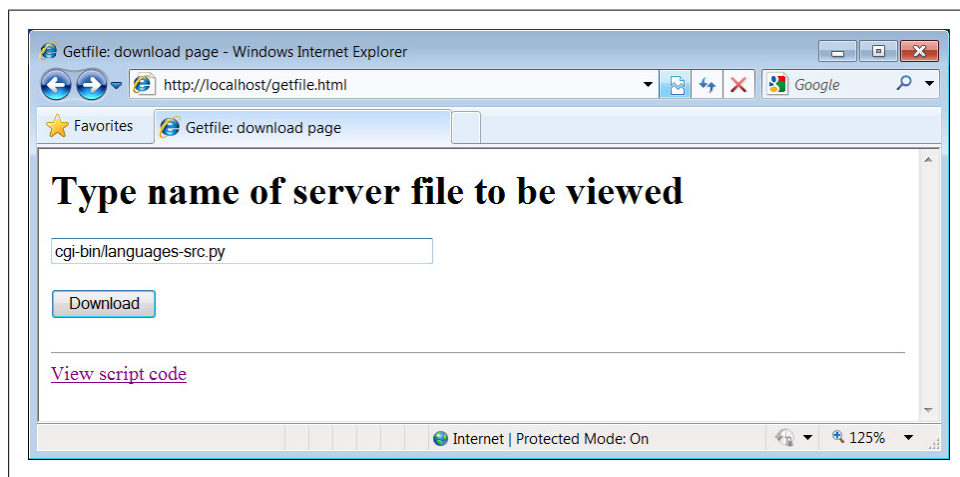 Getfile: download page - Windows Internet Explorer
http://localhost/getfile.html
Google
Favorites
Getfile: download page
Type name of server file to be viewed
cgi-bin/languages-src.py
Download
View script code
Internet | Protected Mode: On
125%